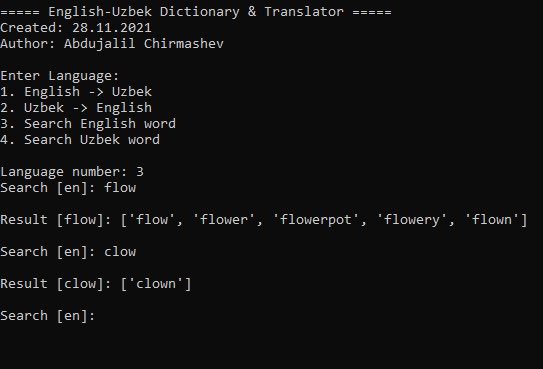 ===== English-Uzbek Dictionary & Translator =====
Created: 28.11.2021
Author: Abdujalil Chirmashev
Enter Language:
1. English -> Uzbek
2. Uzbek -> English
3. Search English word
4. Search Uzbek word
Language number: 3
Search [en]: flow
Result [flow]: ['flow', 'flower', 'flowerpot', 'flowery', 'flown']
Search [en]: clow
Result [clow]: ['clown']
Search [en]: